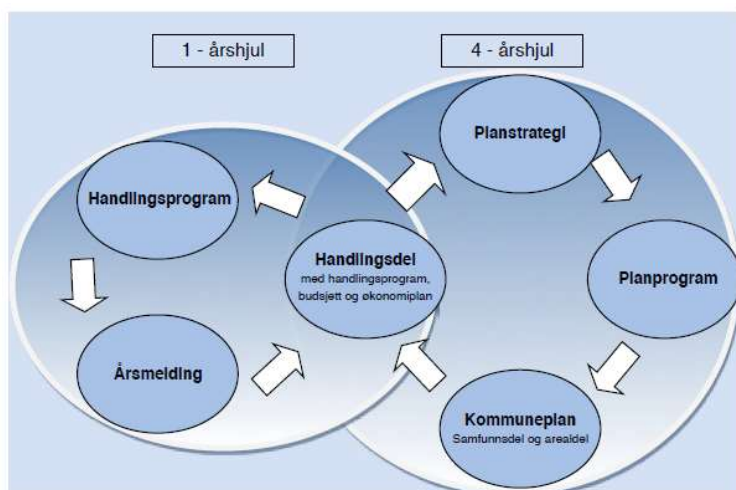 1 - årshjul
4 - årshjul
Planstrategi
Handlingsprogram
Handlingsdel
med handlingsprogram,
budsjett og økonomiplan
Planprogram
Årsmelding
Kommuneplan
Samfunnsdel og arealdel